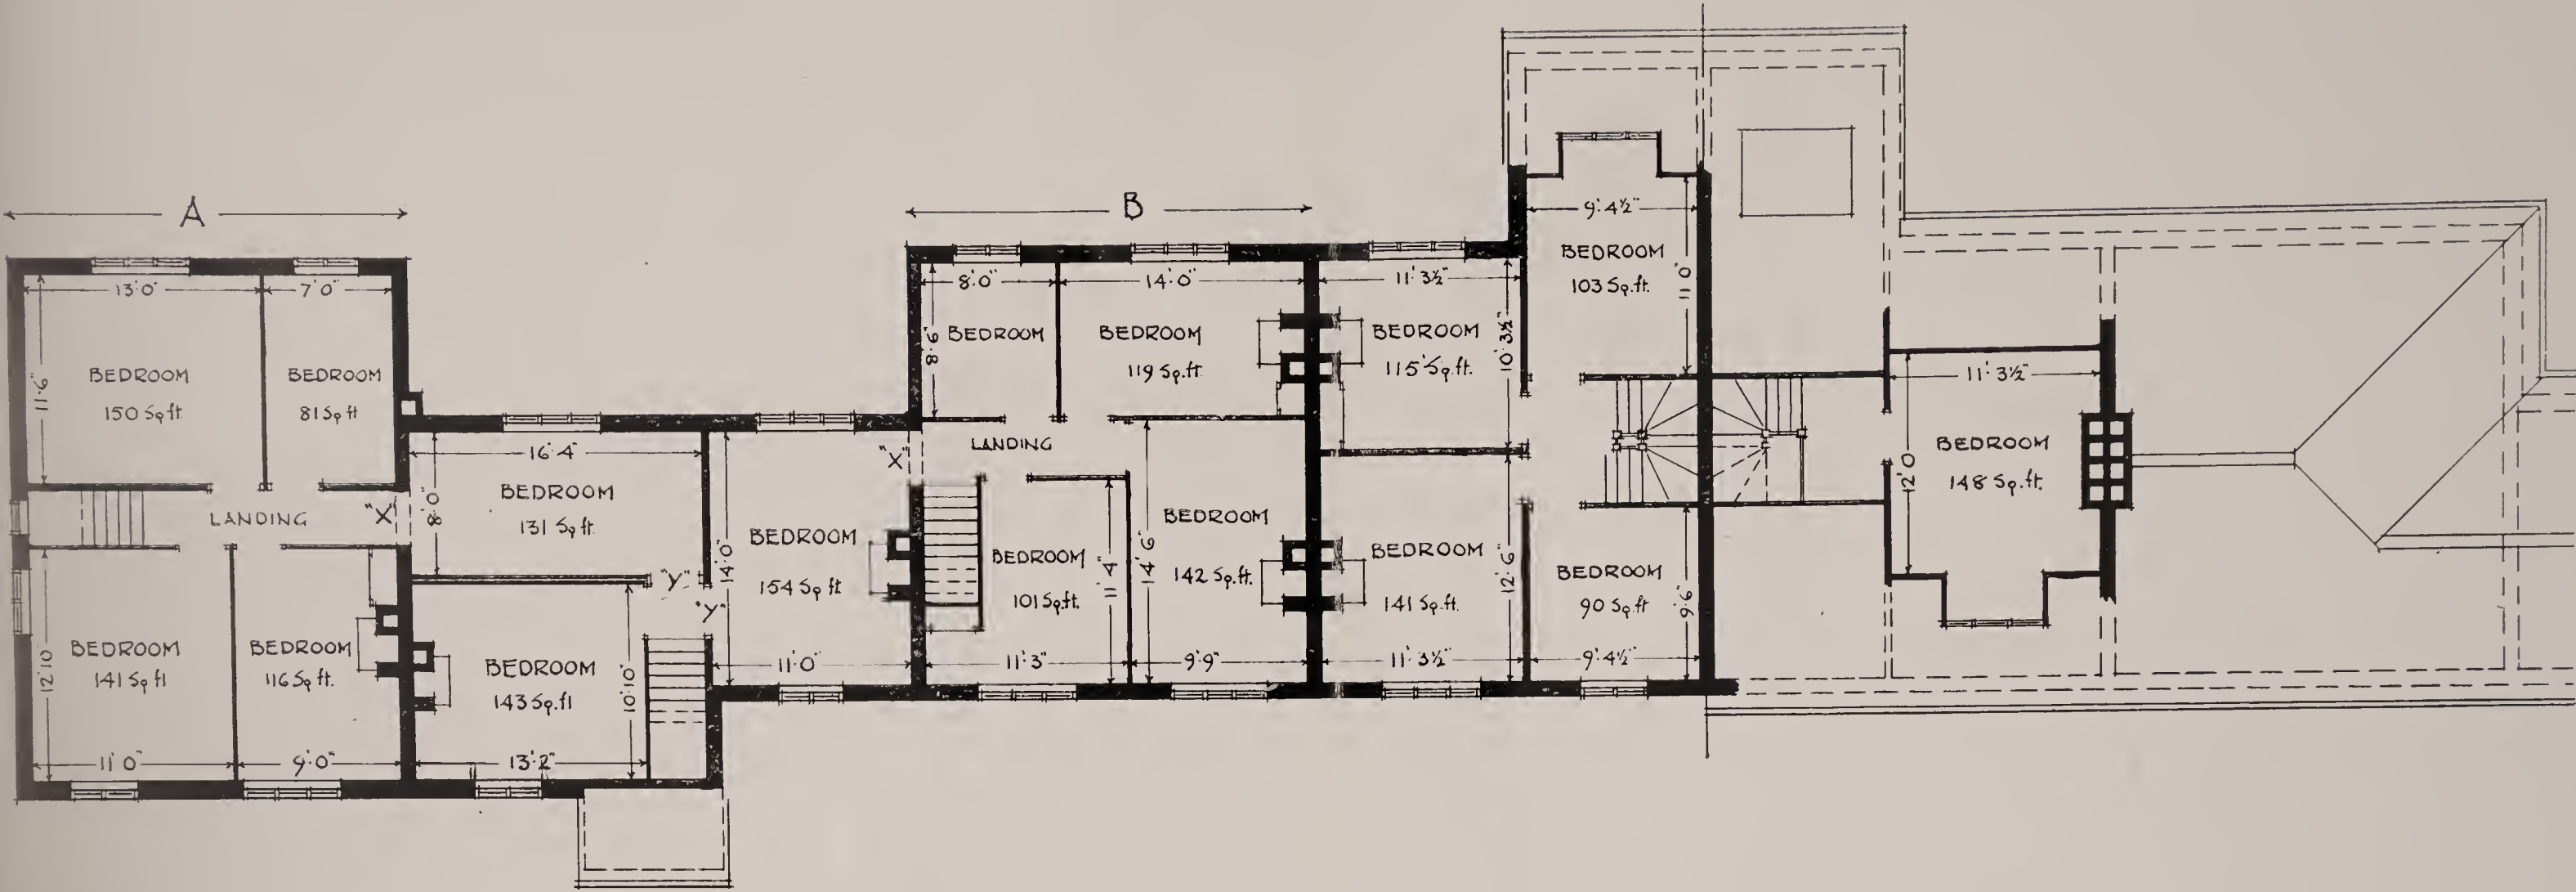 A
13'0"
7'0"
11'6"
BEDROOM
150 Sq ft
BEDROOM
81 Sq ft
LANDING
"X"
12'10"
BEDROOM
141 Sq ft
BEDROOM
116 Sq ft.
11'0"
9'0"
16'4"
8'0"
BEDROOM
131 Sq ft.
"Y"
"Y"
BEDROOM
143 Sq.ft
10'10"
13'2"
14'0"
BEDROOM
154 Sq ft
11'0"
"X"
B
8'0"
14'0"
8'6"
BEDROOM
BEDROOM
119 Sq.ft.
LANDING
BEDROOM
101 Sq.ft.
11'4"
14'6"
BEDROOM
142 Sq.ft.
11'3"
9'9"
11'3½"
BEDROOM
115 Sq.ft.
10'3½"
BEDROOM
141 Sq.ft.
12'6"
11'3½"
9'4½"
BEDROOM
103 Sq.ft.
11'0"
BEDROOM
90 Sq.ft
9'6"
9'4½"
11'3½"
12'0"
BEDROOM
148 Sq.ft.